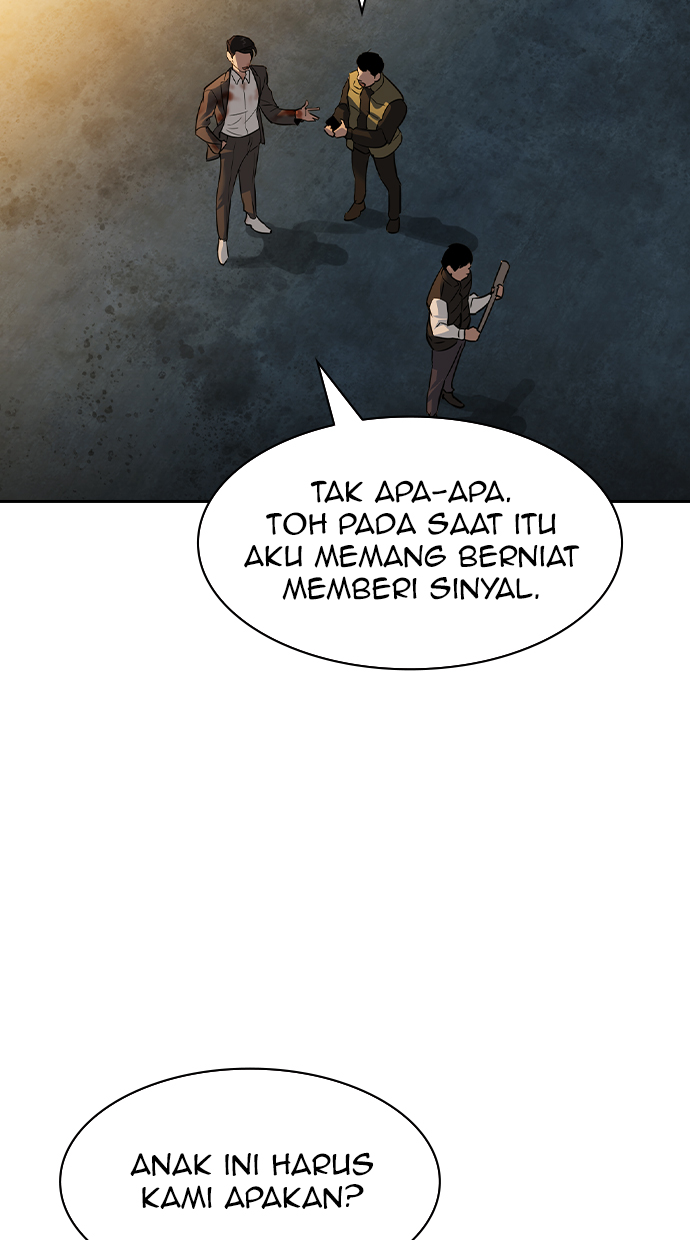 TAK APA-APA.
TOH PADA SAAT ITU
AKU MEMANG BERNIAT
MEMBERI SINYAL.
ANAK INI HARUS
KAMI APAKAN?